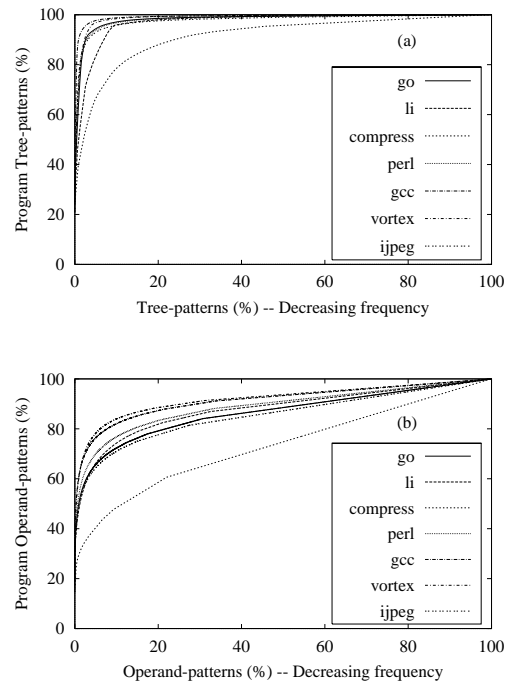 100
80
60
40
20
0
Program Tree-patterns (%)
(a)
go
li
compress
perl
gcc
vortex
ijpeg
0 20 40 60 80 100
Tree-patterns (%) -- Decreasing frequency
100
80
60
40
20
0
Program Operand-patterns (%)
(b)
go
li
compress
perl
gcc
vortex
ijpeg
0 20 40 60 80 100
Operand-patterns (%) -- Decreasing frequency